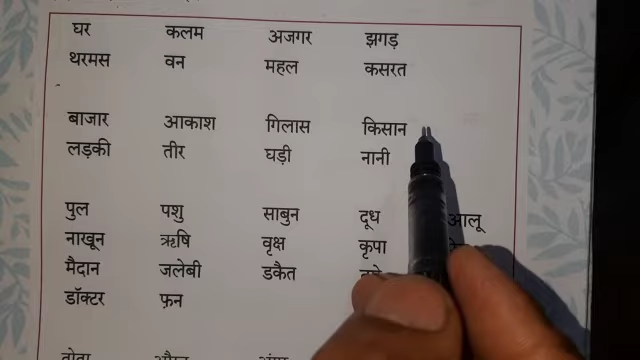 घर कलम अजगर झगड़
थरमस वन महल कसरत
बाजार आकाश गिलास किसान
लड़की तीर घड़ी नानी
पुल पशु साबुन दूध आलू
नाखून ऋषि वृक्ष कृपा
मैदान जलेबी डकैत
डॉक्टर फ़न